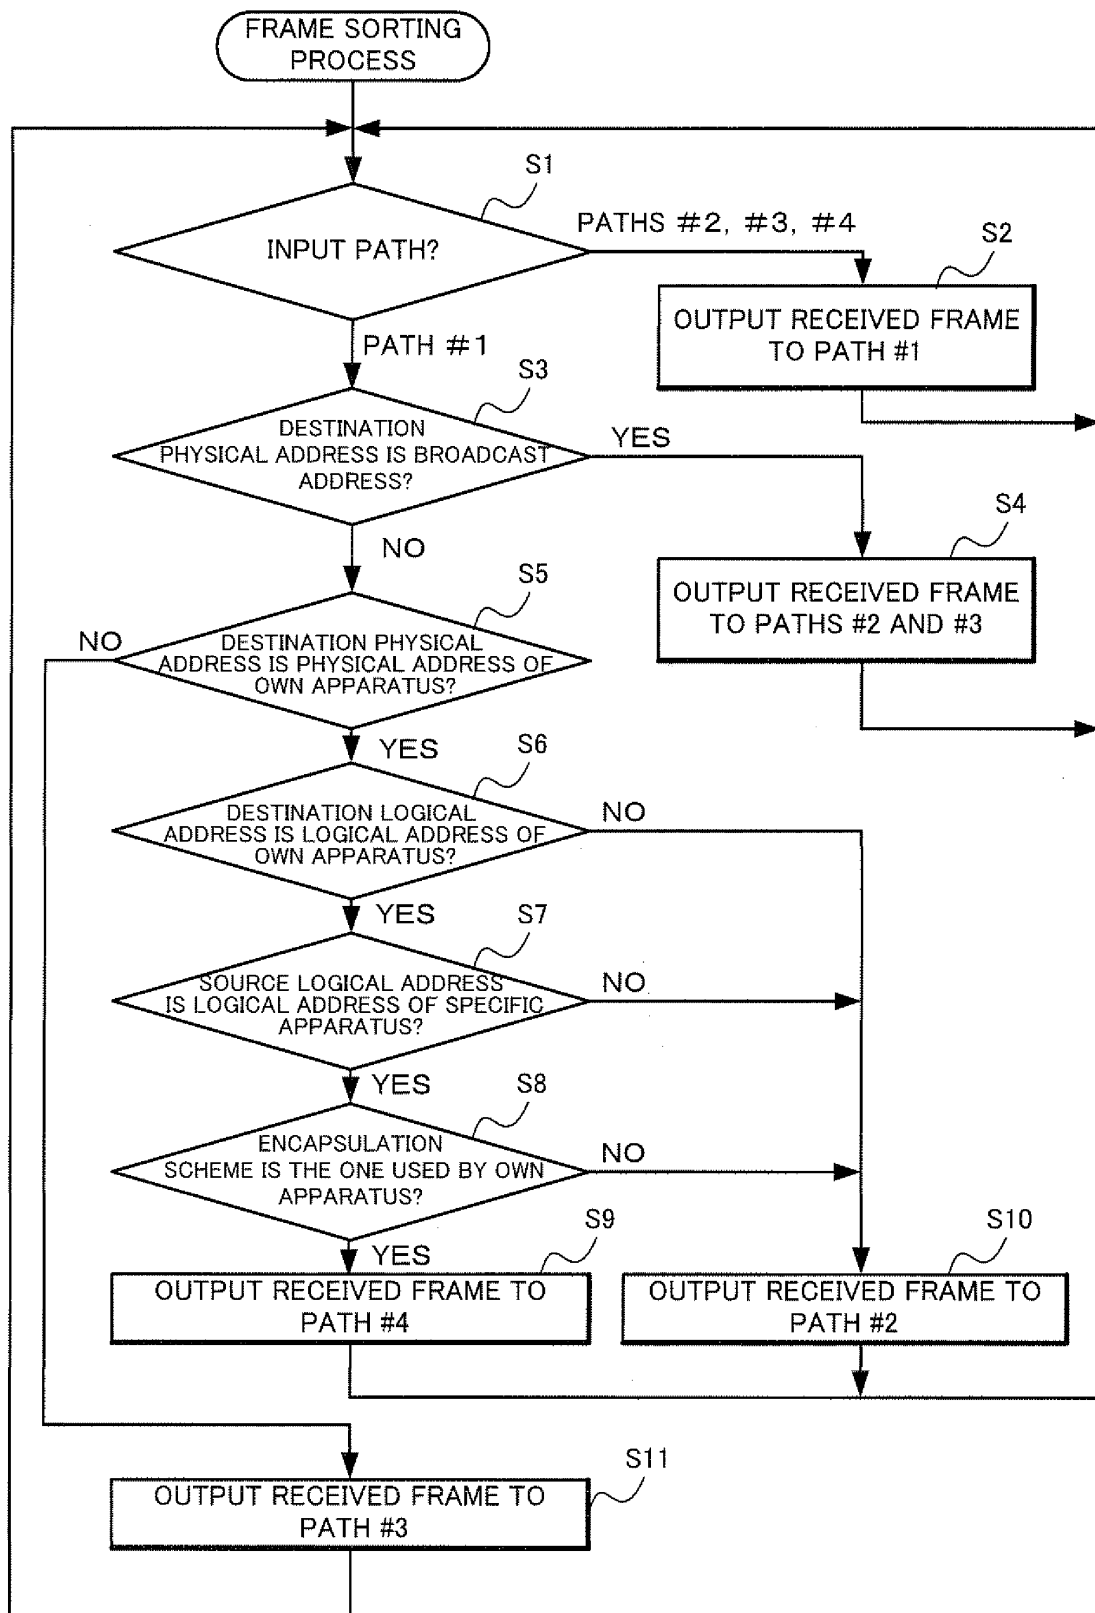 FRAME SORTING
PROCESS
S1
INPUT PATH?
PATHS #2, #3, #4
S2
OUTPUT RECEIVED FRAME
TO PATH #1
PATH #1
S3
DESTINATION
PHYSICAL ADDRESS IS BROADCAST
ADDRESS?
YES
S4
OUTPUT RECEIVED FRAME
TO PATHS #2 AND #3
NO
S5
NO
DESTINATION PHYSICAL
ADDRESS IS PHYSICAL ADDRESS OF
OWN APPARATUS?
YES
S6
DESTINATION LOGICAL
ADDRESS IS LOGICAL ADDRESS OF
OWN APPARATUS?
NO
YES
S7
SOURCE LOGICAL ADDRESS
IS LOGICAL ADDRESS OF SPECIFIC
APPARATUS?
NO
YES
S8
ENCAPSULATION
SCHEME IS THE ONE USED BY OWN
APPARATUS?
NO
YES
S9
OUTPUT RECEIVED FRAME TO
PATH #4
S10
OUTPUT RECEIVED FRAME TO
PATH #2
S11
OUTPUT RECEIVED FRAME TO
PATH #3